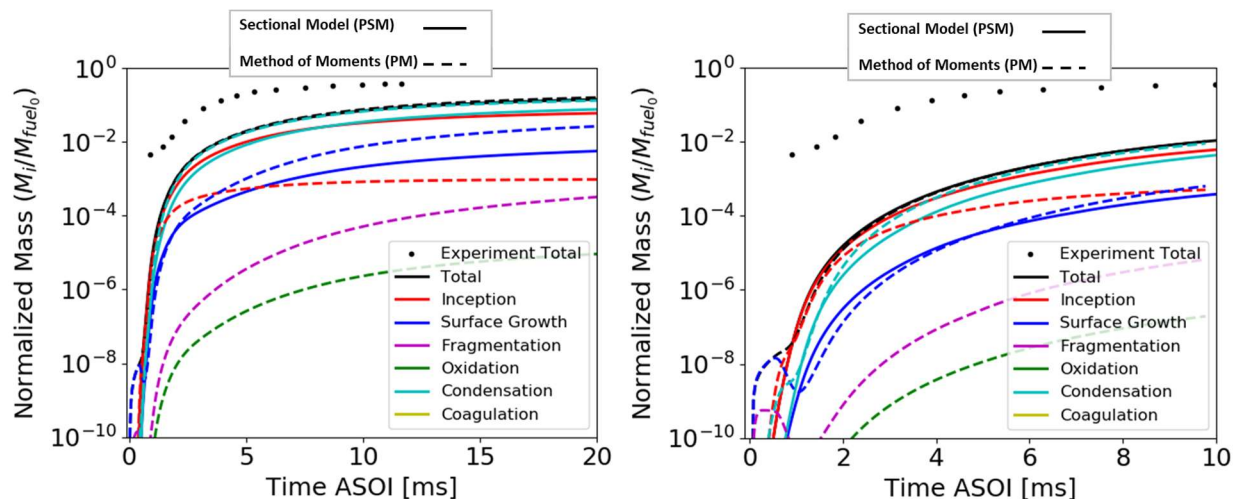 Sectional Model (PSM)
Method of Moments (PM)
Normalized Mass (M_i/M_{fuel_0})
10^0
10^{-2}
10^{-4}
10^{-6}
10^{-8}
10^{-10}
Experiment Total
Total
Inception
Surface Growth
Fragmentation
Oxidation
Condensation
Coagulation
0
5
10
15
20
Time ASOI [ms]
Sectional Model (PSM)
Method of Moments (PM)
Normalized Mass (M_i/M_{fuel_0})
10^0
10^{-2}
10^{-4}
10^{-6}
10^{-8}
10^{-10}
Experiment Total
Total
Inception
Surface Growth
Fragmentation
Oxidation
Condensation
Coagulation
0
2
4
6
8
10
Time ASOI [ms]